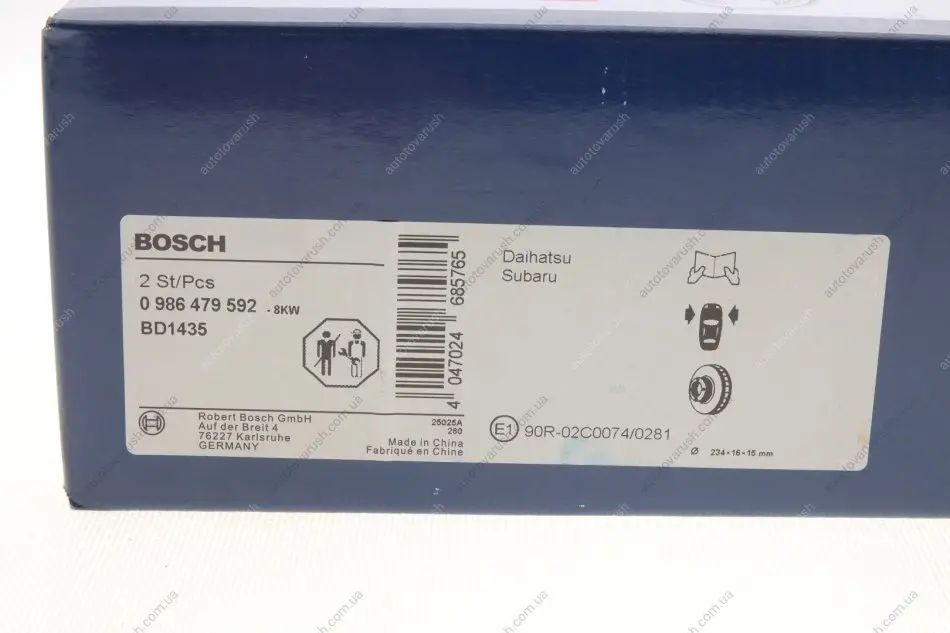 BOSCH
2 St/Pcs
0 986 479 592 - 8KW
BD1435
Robert Bosch GmbH
Auf der Breit 4
76227 Karlsruhe
GERMANY
25025A
280
Made in China
Fabriqué en Chine
4 047024 685765
Daihatsu
Subaru
E1 90R-02C0074/0281
Ø 234×16×15 mm
autotovarush.com.ua